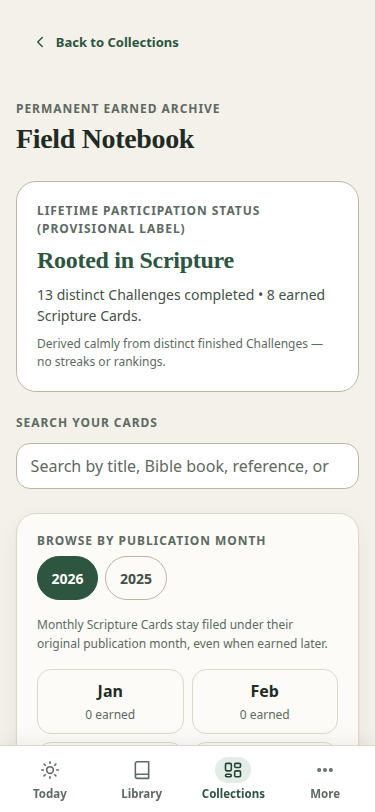 Back to Collections
PERMANENT EARNED ARCHIVE
Field Notebook
LIFETIME PARTICIPATION STATUS
(PROVISIONAL LABEL)
Rooted in Scripture
13 distinct Challenges completed • 8 earned
Scripture Cards.
Derived calmly from distinct finished Challenges —
no streaks or rankings.
SEARCH YOUR CARDS
Search by title, Bible book, reference, or
BROWSE BY PUBLICATION MONTH
2026 2025
Monthly Scripture Cards stay filed under their
original publication month, even when earned later.
Jan Feb
0 earned 0 earned
Today Library Collections More